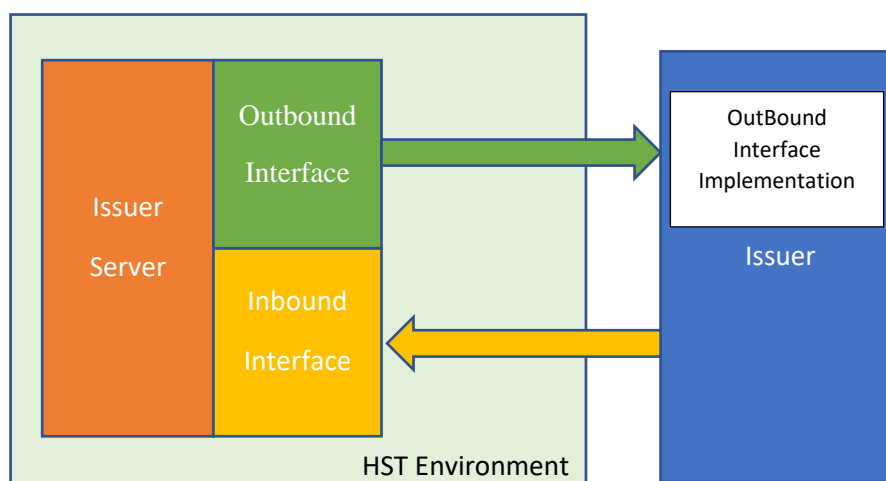 Issuer
Server
Outbound
Interface
Inbound
Interface
HST Environment
OutBound
Interface
Implementation
Issuer